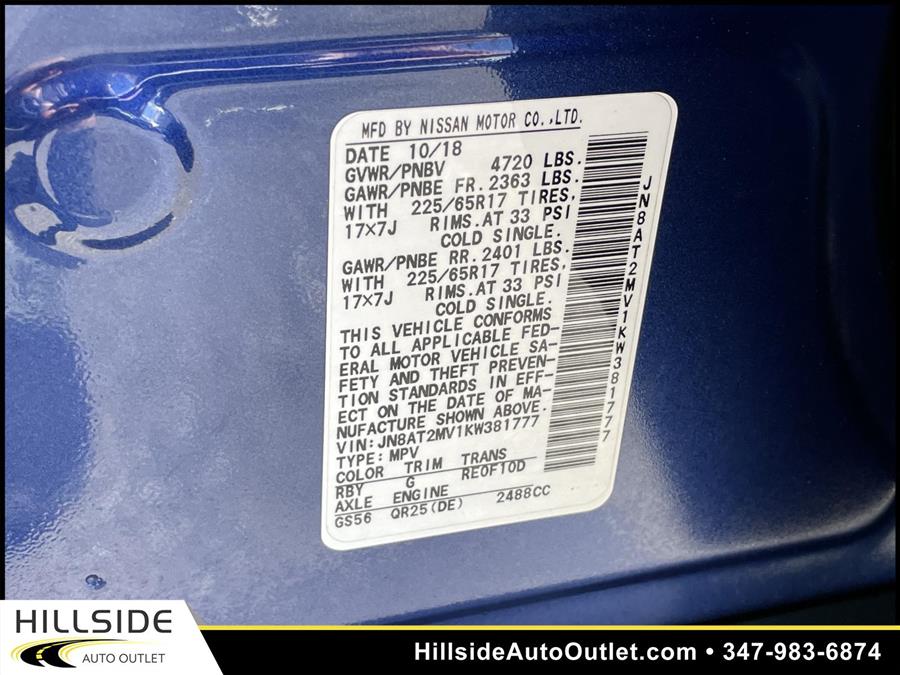 MFD BY NISSAN MOTOR CO.,LTD.
DATE 10/18
GVWR/PNBV 4720 LBS.
GAWR/PNBE FR. 2363 LBS.
WITH 225/65R17 TIRES,
17×7J RIMS.AT 33 PSI
COLD SINGLE.
GAWR/PNBE RR. 2401 LBS.
WITH 225/65R17 TIRES,
17×7J RIMS.AT 33 PSI
COLD SINGLE.
THIS VEHICLE CONFORMS
TO ALL APPLICABLE FED-
ERAL MOTOR VEHICLE SA-
FETY AND THEFT PREVEN-
TION STANDARDS IN EFF-
ECT ON THE DATE OF MA-
NUFACTURE SHOWN ABOVE.
VIN:JN8AT2MV1KW381777
TYPE: MPV
COLOR TRIM TRANS
RBY G RE0F10D
AXLE ENGINE
GS56 QR25(DE) 2488CC
JN8AT2MV1KW381777
HILLSIDE
AUTO OUTLET
HillsideAutoOutlet.com • 347-983-6874